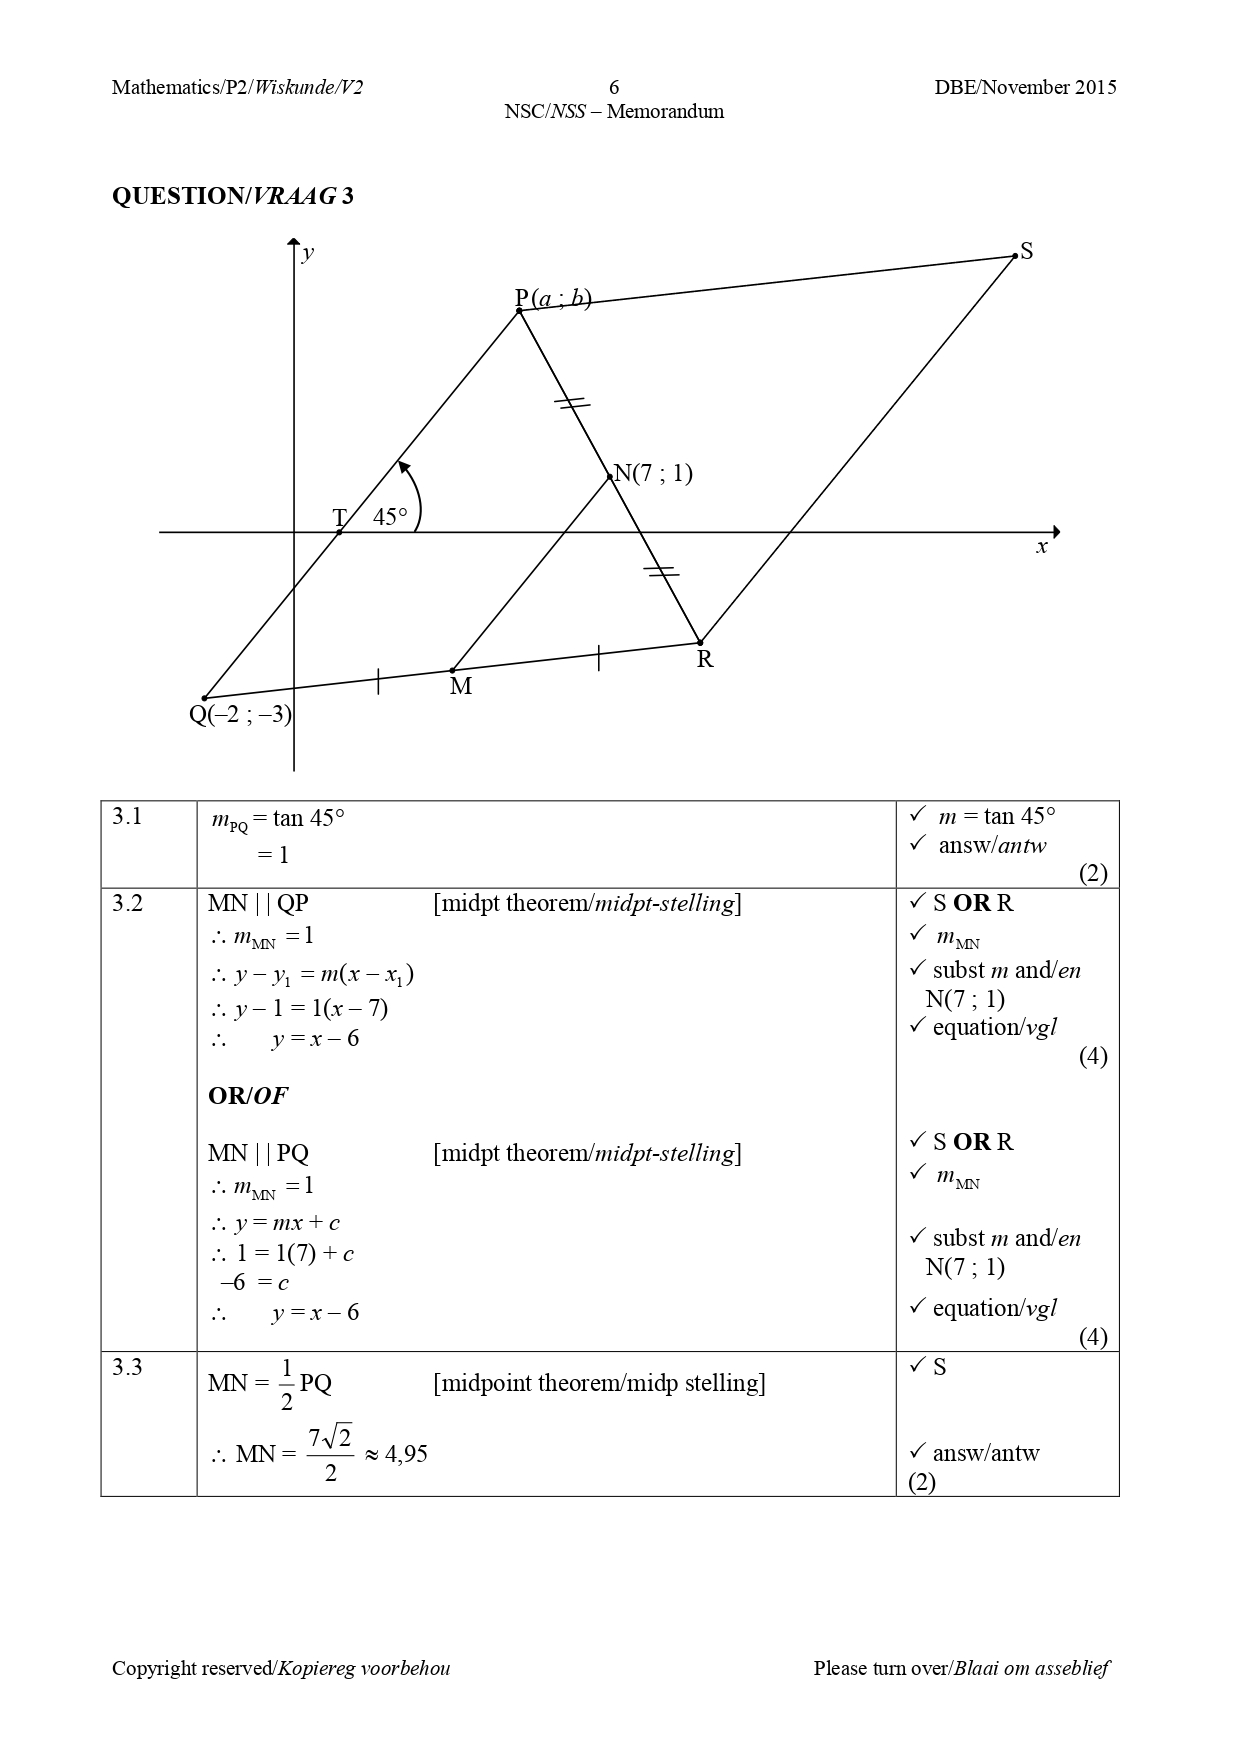 Mathematics/P2/Wiskunde/V2 6 DBE/November 2015
NSC/NSS – Memorandum
QUESTION/VRAAG 3
y
S
P(a ; b)
N(7 ; 1)
T 45°
x
R
M
Q(–2 ; –3)
3.1 m_PQ = tan 45° ✓ m = tan 45°
= 1 ✓ answ/antw
(2)
3.2 MN | | QP [midpt theorem/midpt-stelling] ✓ S OR R
∴ m_MN = 1 ✓ m_MN
∴ y – y₁ = m(x – x₁) ✓ subst m and/en
N(7 ; 1)
∴ y – 1 = 1(x – 7)
∴ y = x – 6 ✓ equation/vgl
(4)
OR/OF
MN | | PQ [midpt theorem/midpt-stelling] ✓ S OR R
∴ m_MN = 1 ✓ m_MN
∴ y = mx + c
∴ 1 = 1(7) + c ✓ subst m and/en
N(7 ; 1)
–6 = c
∴ y = x – 6 ✓ equation/vgl
(4)
3.3 MN = 1/2 PQ [midpoint theorem/midp stelling] ✓ S
∴ MN = 7√2/2 ≈ 4,95 ✓ answ/antw
(2)
Copyright reserved/Kopiereg voorbehou Please turn over/Blaai om asseblief